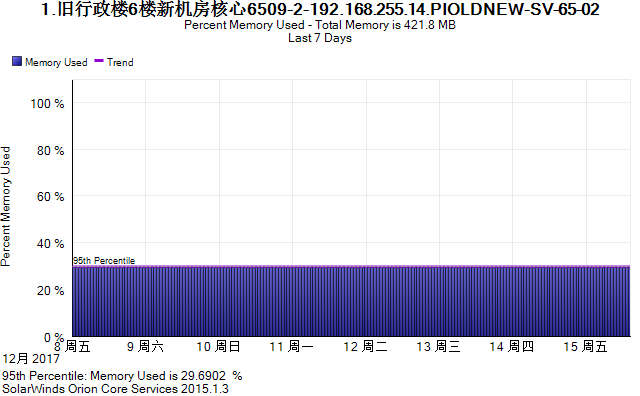 1.旧行政楼6楼新机房核心6509-2-192.168.255.14.PIOLDNEW-SV-65-02
Percent Memory Used - Total Memory is 421.8 MB
Last 7 Days
Memory Used Trend
Percent Memory Used
100 %
80 %
60 %
40 %
95th Percentile
20 %
0 %
8 周五 9 周六 10 周日 11 周一 12 周二 13 周三 14 周四 15 周五
12月 2017
95th Percentile: Memory Used is 29.6902 %
SolarWinds Orion Core Services 2015.1.3